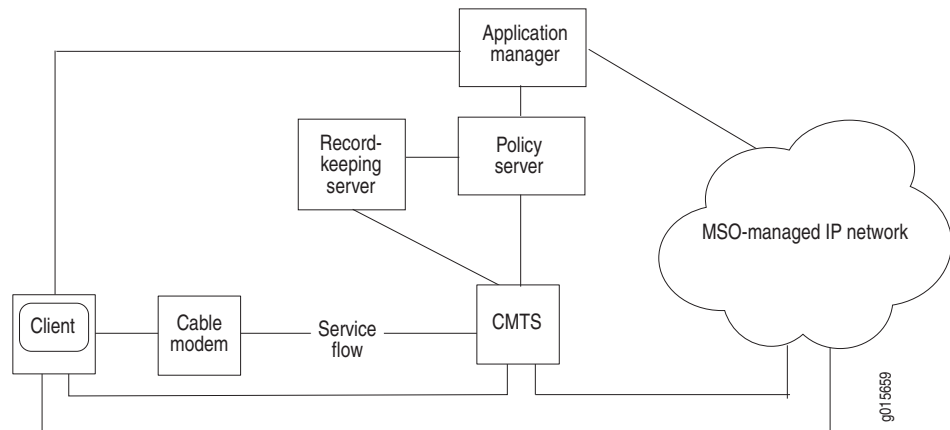 Application
manager
Record-
keeping
server
Policy
server
MSO-managed IP network
Client
Cable
modem
Service
flow
CMTS
g015659